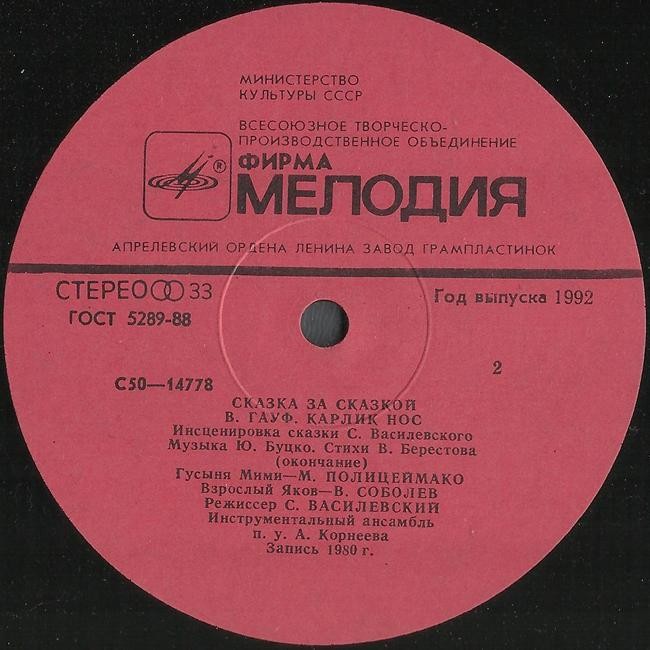 МИНИСТЕРСТВО
КУЛЬТУРЫ СССР
ВСЕСОЮЗНОЕ ТВОРЧЕСКО-
ПРОИЗВОДСТВЕННОЕ ОБЪЕДИНЕНИЕ
ФИРМА
®
МЕЛОДИЯ
АПРЕЛЕВСКИЙ ОРДЕНА ЛЕНИНА ЗАВОД ГРАМПЛАСТИНОК
СТЕРЕО 33
Год выпуска 1992
ГОСТ 5289-88
2
С50—14778
СКАЗКА ЗА СКАЗКОЙ
В. ГАУФ. КАРЛИК НОС
Инсценировка сказки С. Василевского
Музыка Ю. Буцко. Стихи В. Берестова
(окончание)
Гусыня Мими—М. ПОЛИЦЕЙМАКО
Взрослый Яков—В. СОБОЛЕВ
Режиссер С. ВАСИЛЕВСКИЙ
Инструментальный ансамбль
п. у. А. Корнеева
Запись 1980 г.